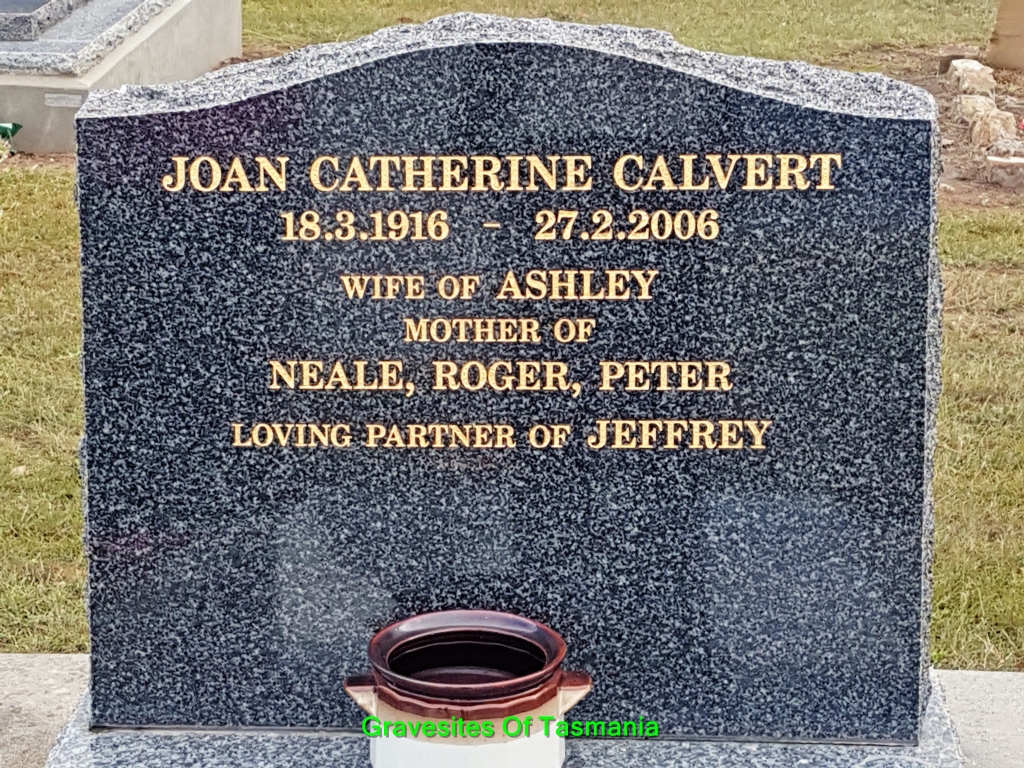 JOAN CATHERINE CALVERT
18.3.1916 - 27.2.2006
WIFE OF ASHLEY
MOTHER OF
NEALE, ROGER, PETER
LOVING PARTNER OF JEFFREY
Gravesites Of Tasmania